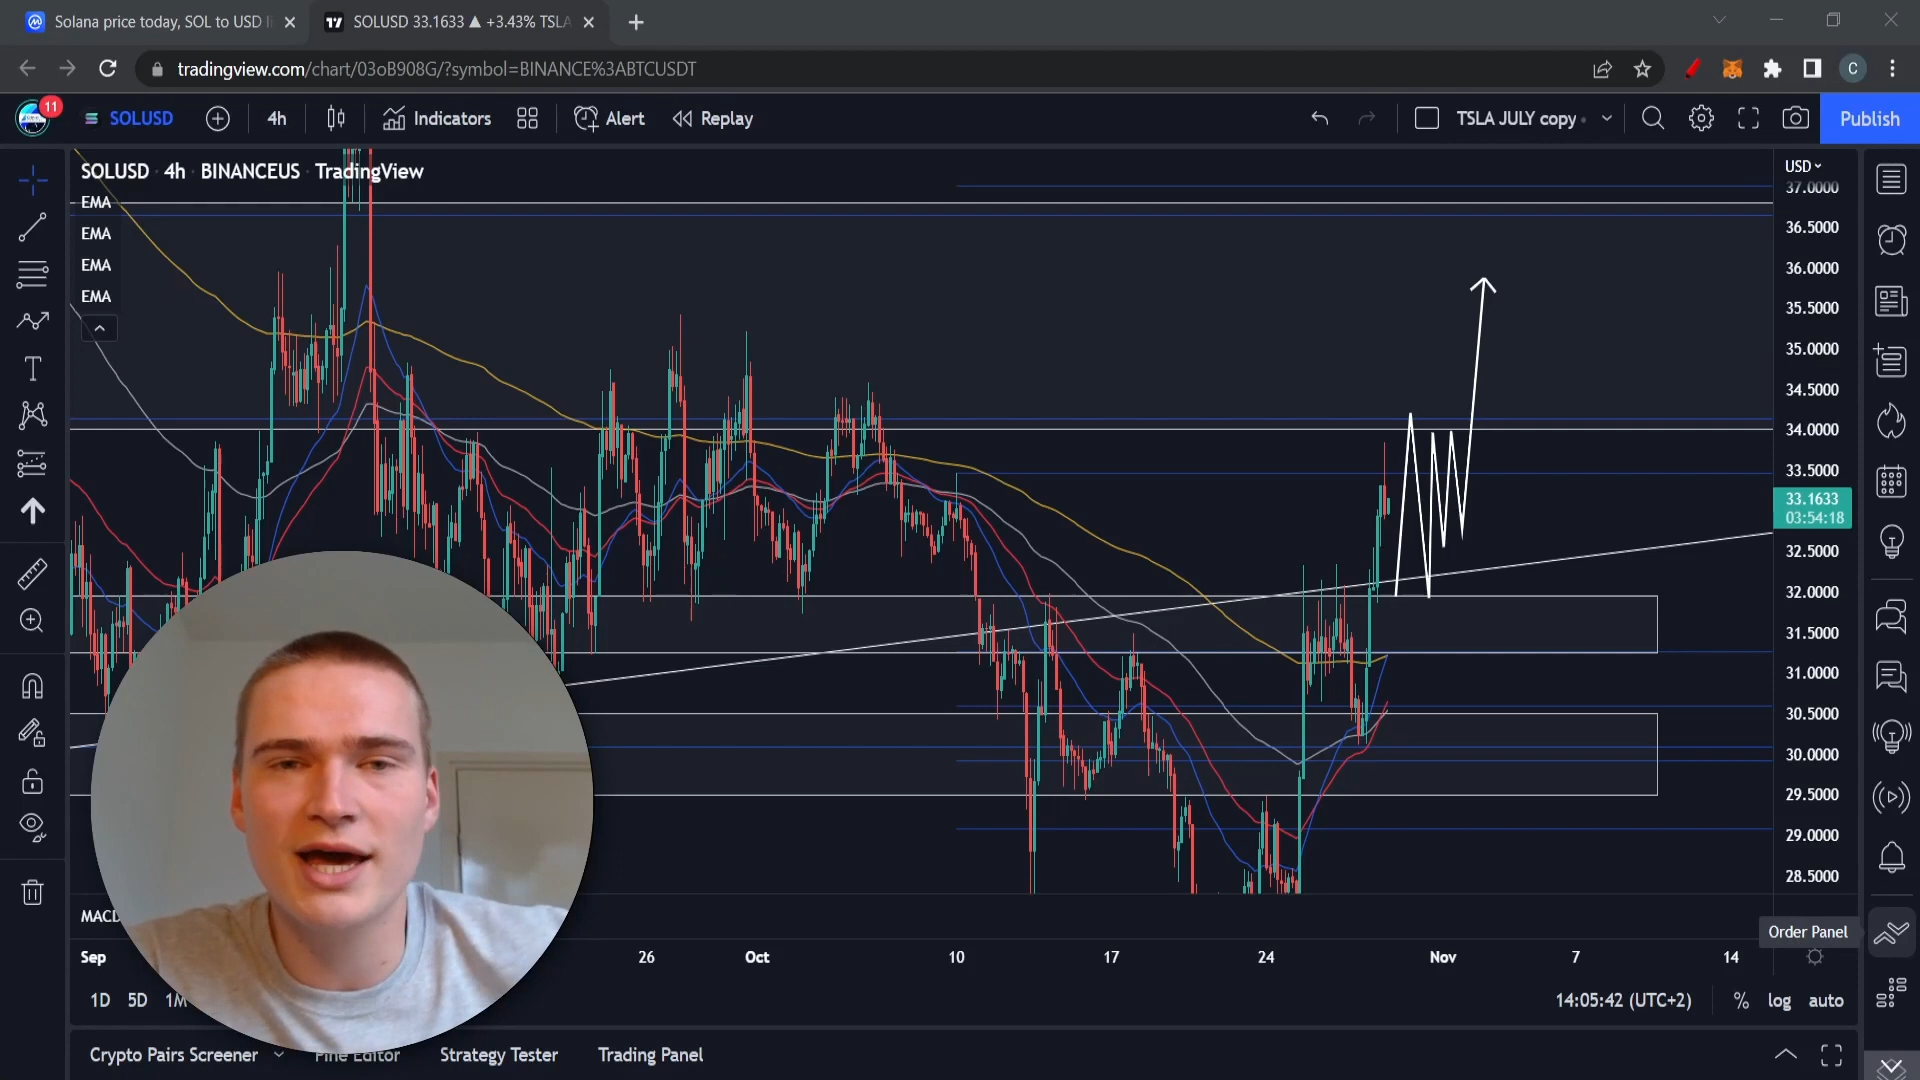 Solana price today, SOL to USD li
SOLUSD 33.1633 ▲ +3.43% TSLA
tradingview.com/chart/03oB908G/?symbol=BINANCE%3ABTCUSDT
C
11
SOLUSD
4h
Indicators
Alert
Replay
TSLA JULY copy
Publish
SOLUSD · 4h · BINANCEUS · TradingView
EMA
EMA
EMA
EMA
USD
37.0000
36.5000
36.0000
35.5000
35.0000
34.5000
34.0000
33.5000
33.1633
03:54:18
32.5000
32.0000
31.5000
31.0000
30.5000
30.0000
29.5000
29.0000
28.5000
MACD
Order Panel
Sep
26
Oct
10
17
24
Nov
7
14
1D 5D 1M
14:05:42 (UTC+2)
% log auto
Crypto Pairs Screener
Pine Editor
Strategy Tester
Trading Panel